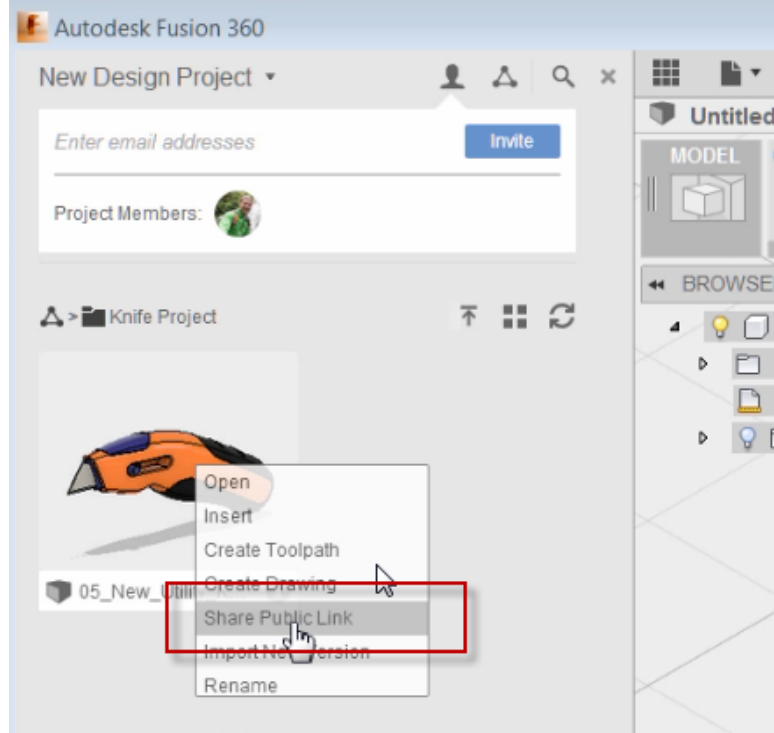 Autodesk Fusion 360
New Design Project
Enter email addresses
Invite
Project Members:
Untitled
MODEL
BROWSE
> Knife Project
Open
Insert
Create Toolpath
Create Drawing
05_New_Utili
Share Public Link
Import New Version
Rename